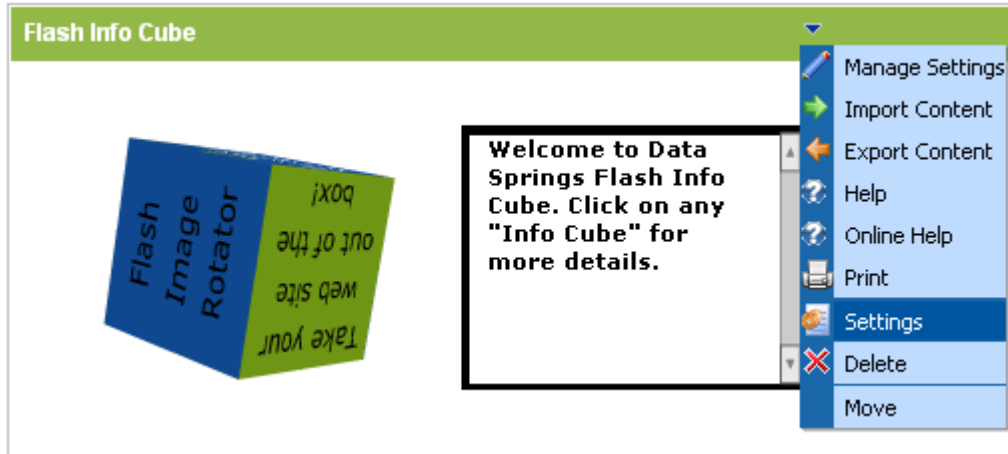 Flash Info Cube
Flash
Image
Rotator
Take your
web site
out of the
box!
Welcome to Data
Springs Flash Info
Cube. Click on any
"Info Cube" for
more details.
Manage Settings
Import Content
Export Content
Help
Online Help
Print
Settings
Delete
Move